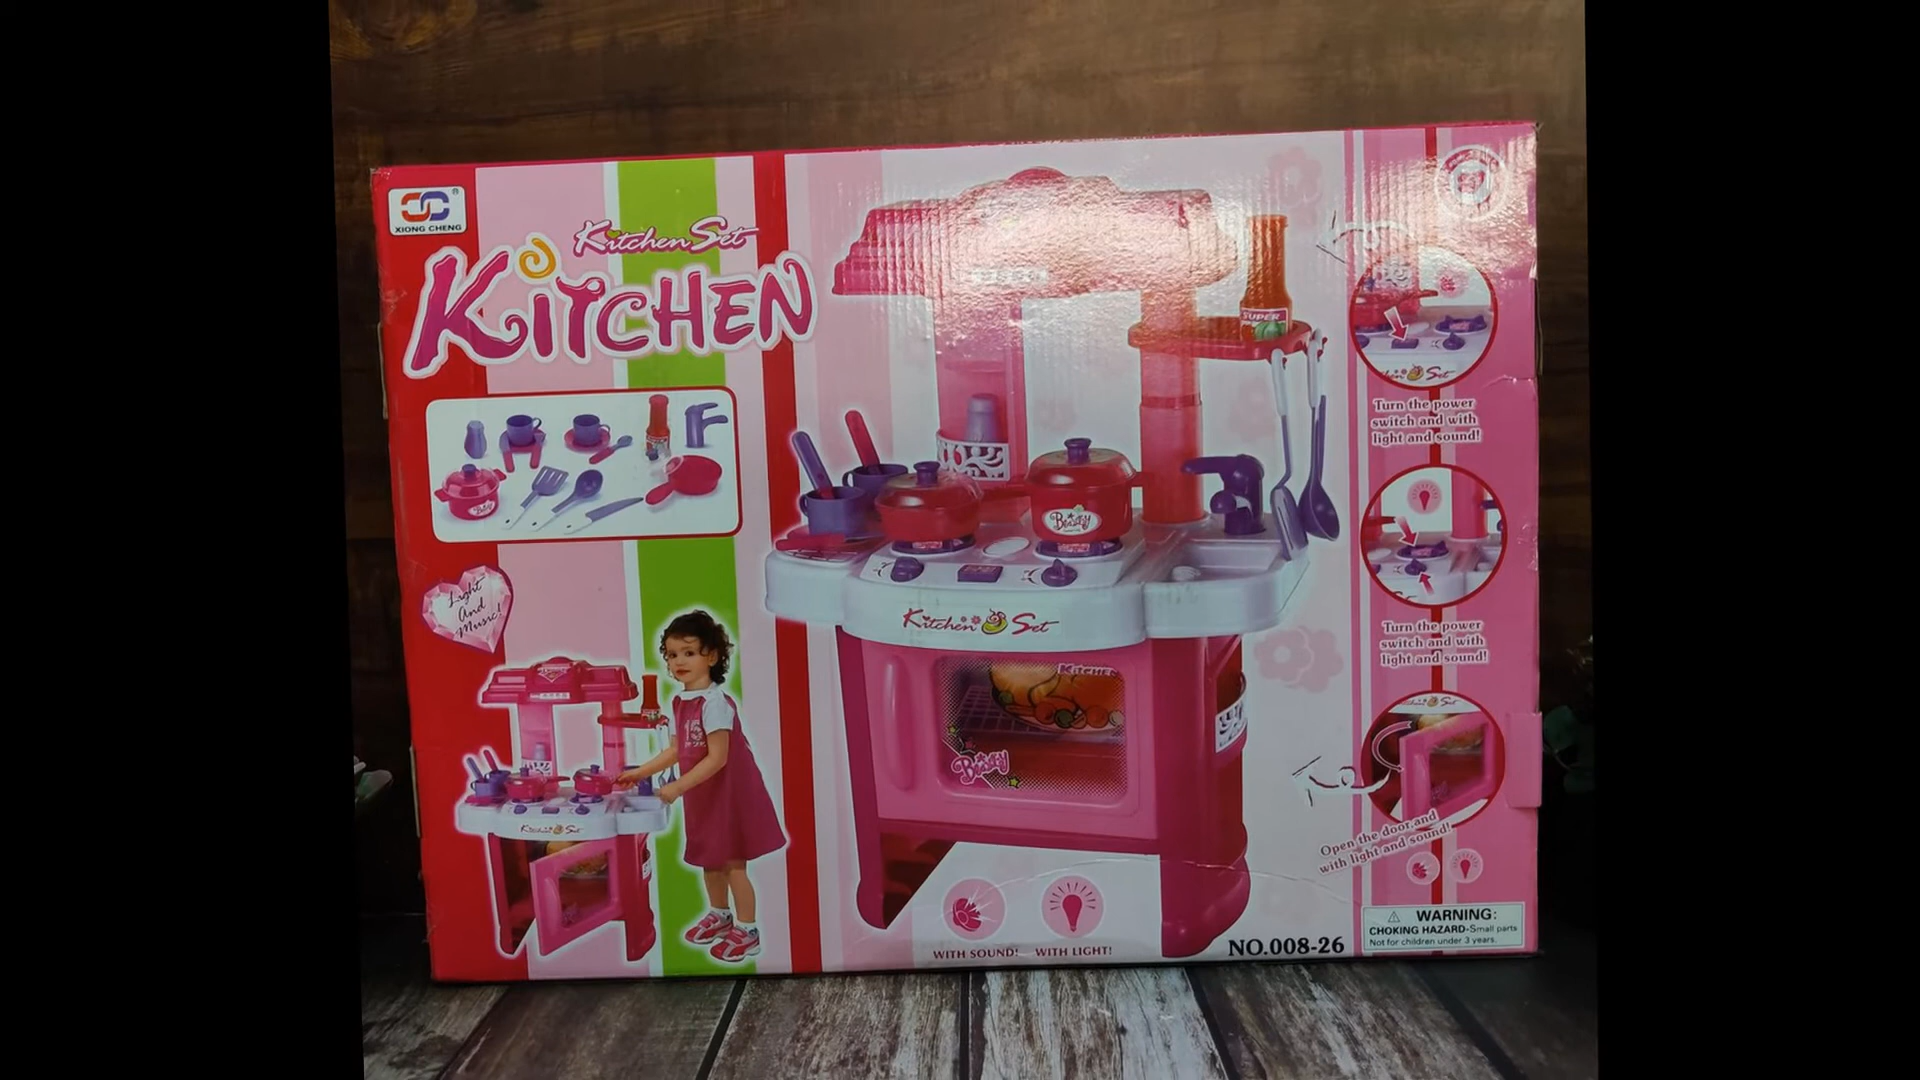 XIONG CHENG
Kitchen Set
KiTCHEN
Light
And
Music!
SUPER
Beauty
Kitchen Set
KiTCHEN
Beauty
Kitchen Set
WITH SOUND! WITH LIGHT!
NO.008-26
Turn the power
switch and with
light and sound!
Turn the power
switch and with
light and sound!
Open the door and
with light and sound!
WARNING:
CHOKING HAZARD-Small parts
Not for children under 3 years.